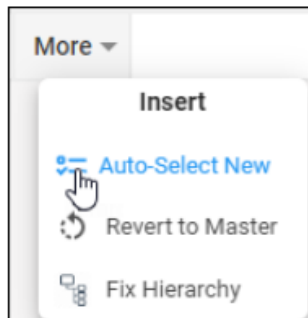 More
Insert
Auto-Select New
Revert to Master
Fix Hierarchy